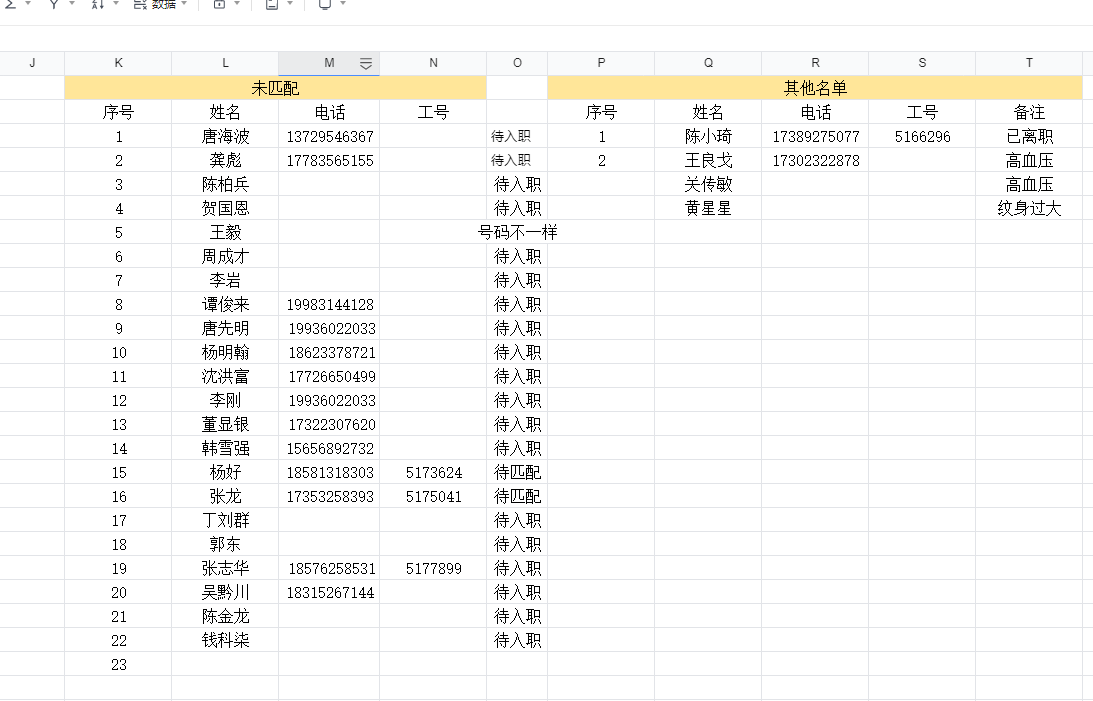 数据
J K L M N O P Q R S T
未匹配 其他名单
序号 姓名 电话 工号 序号 姓名 电话 工号 备注
1 唐海波 13729546367 待入职 1 陈小琦 17389275077 5166296 已离职
2 龚彪 17783565155 待入职 2 王良戈 17302322878 高血压
3 陈柏兵 待入职 关传敏 高血压
4 贺国恩 待入职 黄星星 纹身过大
5 王毅 号码不一样
6 周成才 待入职
7 李岩 待入职
8 谭俊来 19983144128 待入职
9 唐先明 19936022033 待入职
10 杨明翰 18623378721 待入职
11 沈洪富 17726650499 待入职
12 李刚 19936022033 待入职
13 董显银 17322307620 待入职
14 韩雪强 15656892732 待入职
15 杨好 18581318303 5173624 待匹配
16 张龙 17353258393 5175041 待匹配
17 丁刘群 待入职
18 郭东 待入职
19 张志华 18576258531 5177899 待入职
20 吴黔川 18315267144 待入职
21 陈金龙 待入职
22 钱科柒 待入职
23